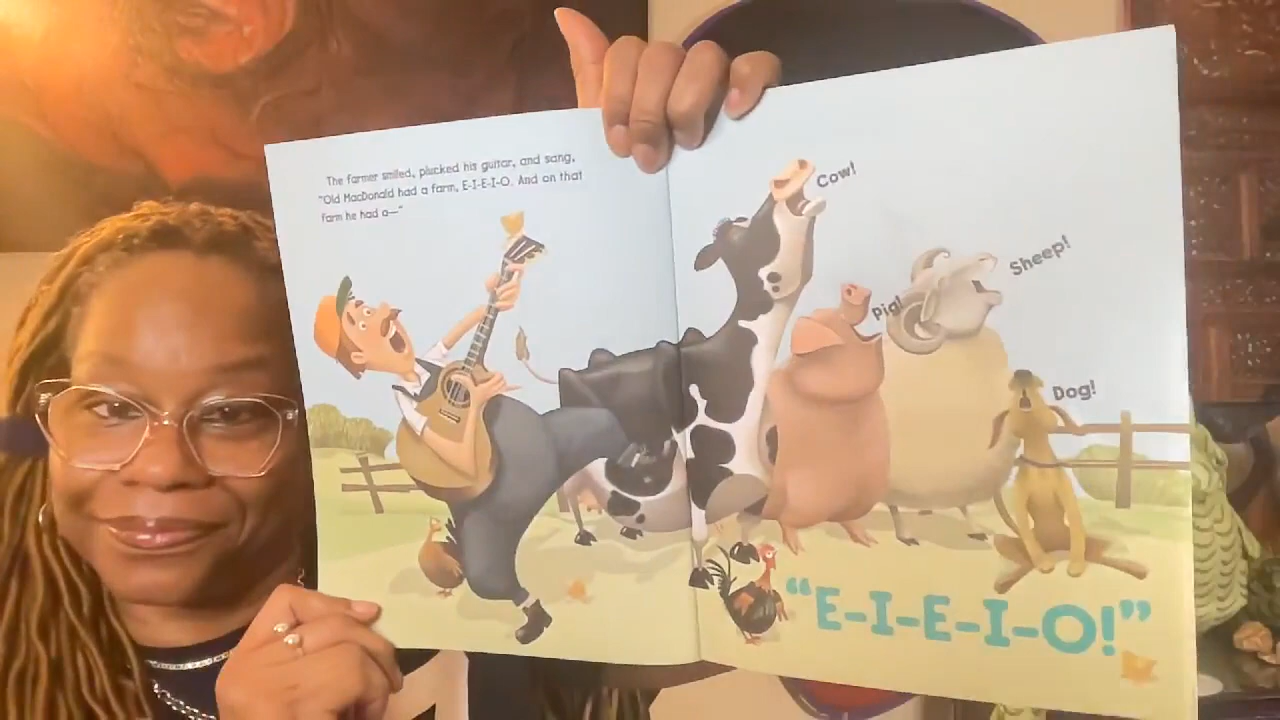 The farmer smiled, plucked his guitar, and sang,
"Old MacDonald had a farm, E-I-E-I-O. And on that
farm he had a—"
Cow!
Pig!
Sheep!
Dog!
"E-I-E-I-O!"